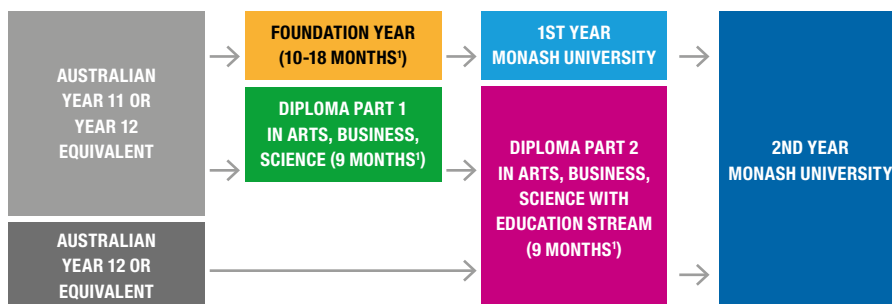 AUSTRALIAN
YEAR 11 OR
YEAR 12
EQUIVALENT
FOUNDATION YEAR
(10-18 MONTHS¹)
1ST YEAR
MONASH UNIVERSITY
DIPLOMA PART 1
IN ARTS, BUSINESS,
SCIENCE (9 MONTHS¹)
DIPLOMA PART 2
IN ARTS, BUSINESS,
SCIENCE WITH
EDUCATION STREAM
(9 MONTHS¹)
2ND YEAR
MONASH UNIVERSITY
AUSTRALIAN
YEAR 12 OR
EQUIVALENT